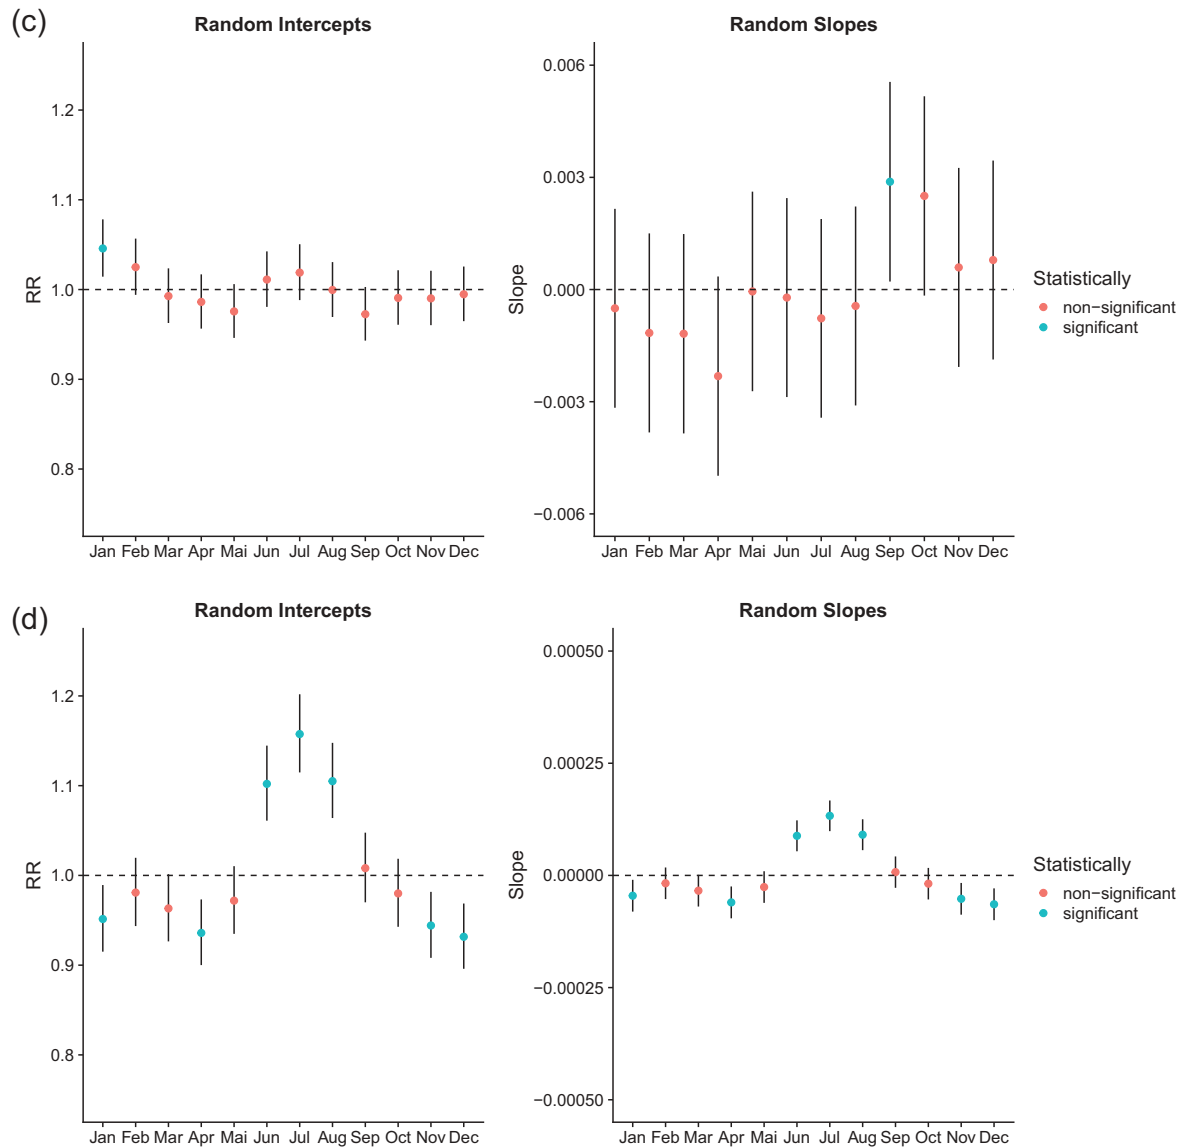 (c)
Random Intercepts
1.2
1.1
1.0
0.9
0.8
RR
Jan Feb Mar Apr Mai Jun Jul Aug Sep Oct Nov Dec
Random Slopes
0.006
0.003
0.000
−0.003
−0.006
Slope
Jan Feb Mar Apr Mai Jun Jul Aug Sep Oct Nov Dec
Statistically
non−significant
significant
(d)
Random Intercepts
1.2
1.1
1.0
0.9
0.8
RR
Jan Feb Mar Apr Mai Jun Jul Aug Sep Oct Nov Dec
Random Slopes
0.00050
0.00025
0.00000
−0.00025
−0.00050
Slope
Jan Feb Mar Apr Mai Jun Jul Aug Sep Oct Nov Dec
Statistically
non−significant
significant